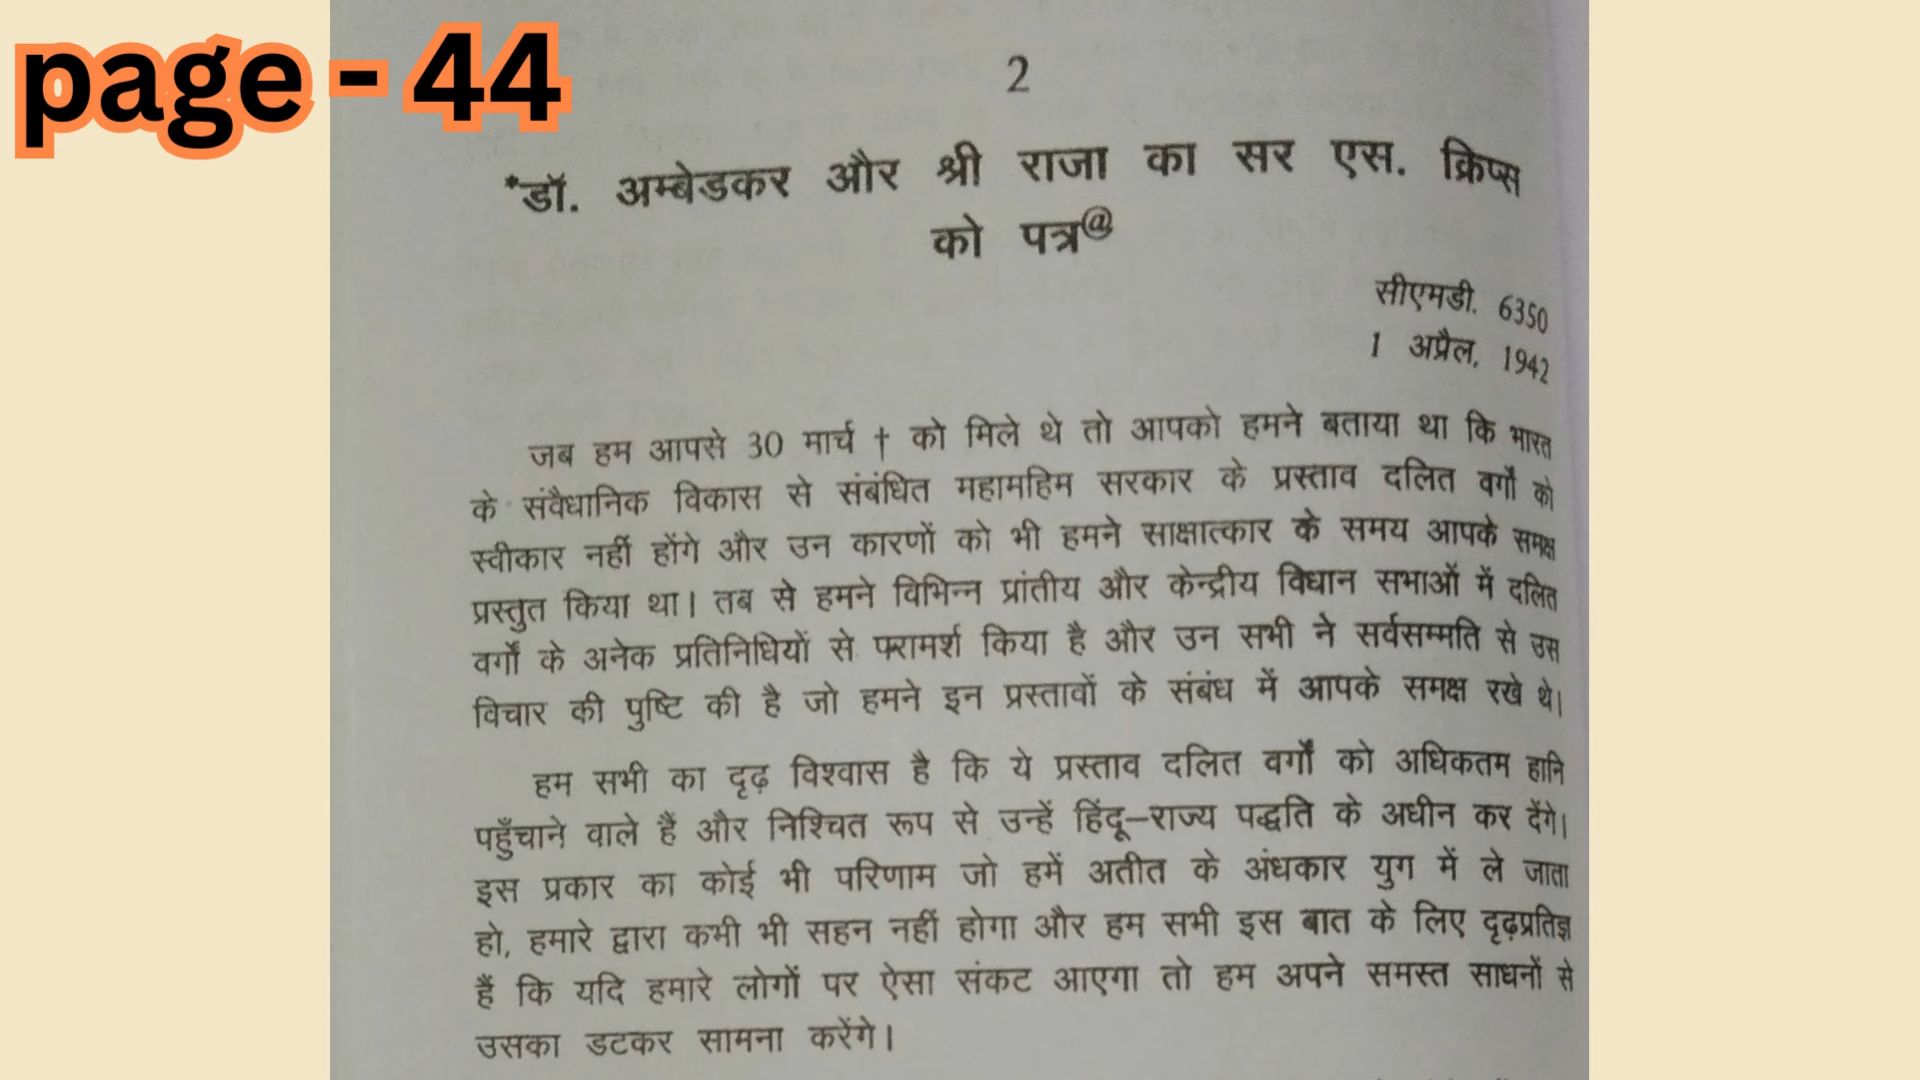 page - 44
2
*डॉ. अम्बेडकर और श्री राजा का सर एस. क्रिप्स
को पत्र@
सीएमडी. 6350
1 अप्रैल, 1942
जब हम आपसे 30 मार्च † को मिले थे तो आपको हमने बताया था कि भारत
के संवैधानिक विकास से संबंधित महामहिम सरकार के प्रस्ताव दलित वर्गों को
स्वीकार नहीं होंगे और उन कारणों को भी हमने साक्षात्कार के समय आपके समक्ष
प्रस्तुत किया था। तब से हमने विभिन्न प्रांतीय और केन्द्रीय विधान सभाओं में दलित
वर्गों के अनेक प्रतिनिधियों से परामर्श किया है और उन सभी ने सर्वसम्मति से उस
विचार की पुष्टि की है जो हमने इन प्रस्तावों के संबंध में आपके समक्ष रखे थे।
हम सभी का दृढ़ विश्वास है कि ये प्रस्ताव दलित वर्गों को अधिकतम हानि
पहुँचाने वाले हैं और निश्चित रूप से उन्हें हिंदू–राज्य पद्धति के अधीन कर देंगे।
इस प्रकार का कोई भी परिणाम जो हमें अतीत के अंधकार युग में ले जाता
हो, हमारे द्वारा कभी भी सहन नहीं होगा और हम सभी इस बात के लिए दृढ़प्रतिज्ञ
हैं कि यदि हमारे लोगों पर ऐसा संकट आएगा तो हम अपने समस्त साधनों से
उसका डटकर सामना करेंगे।